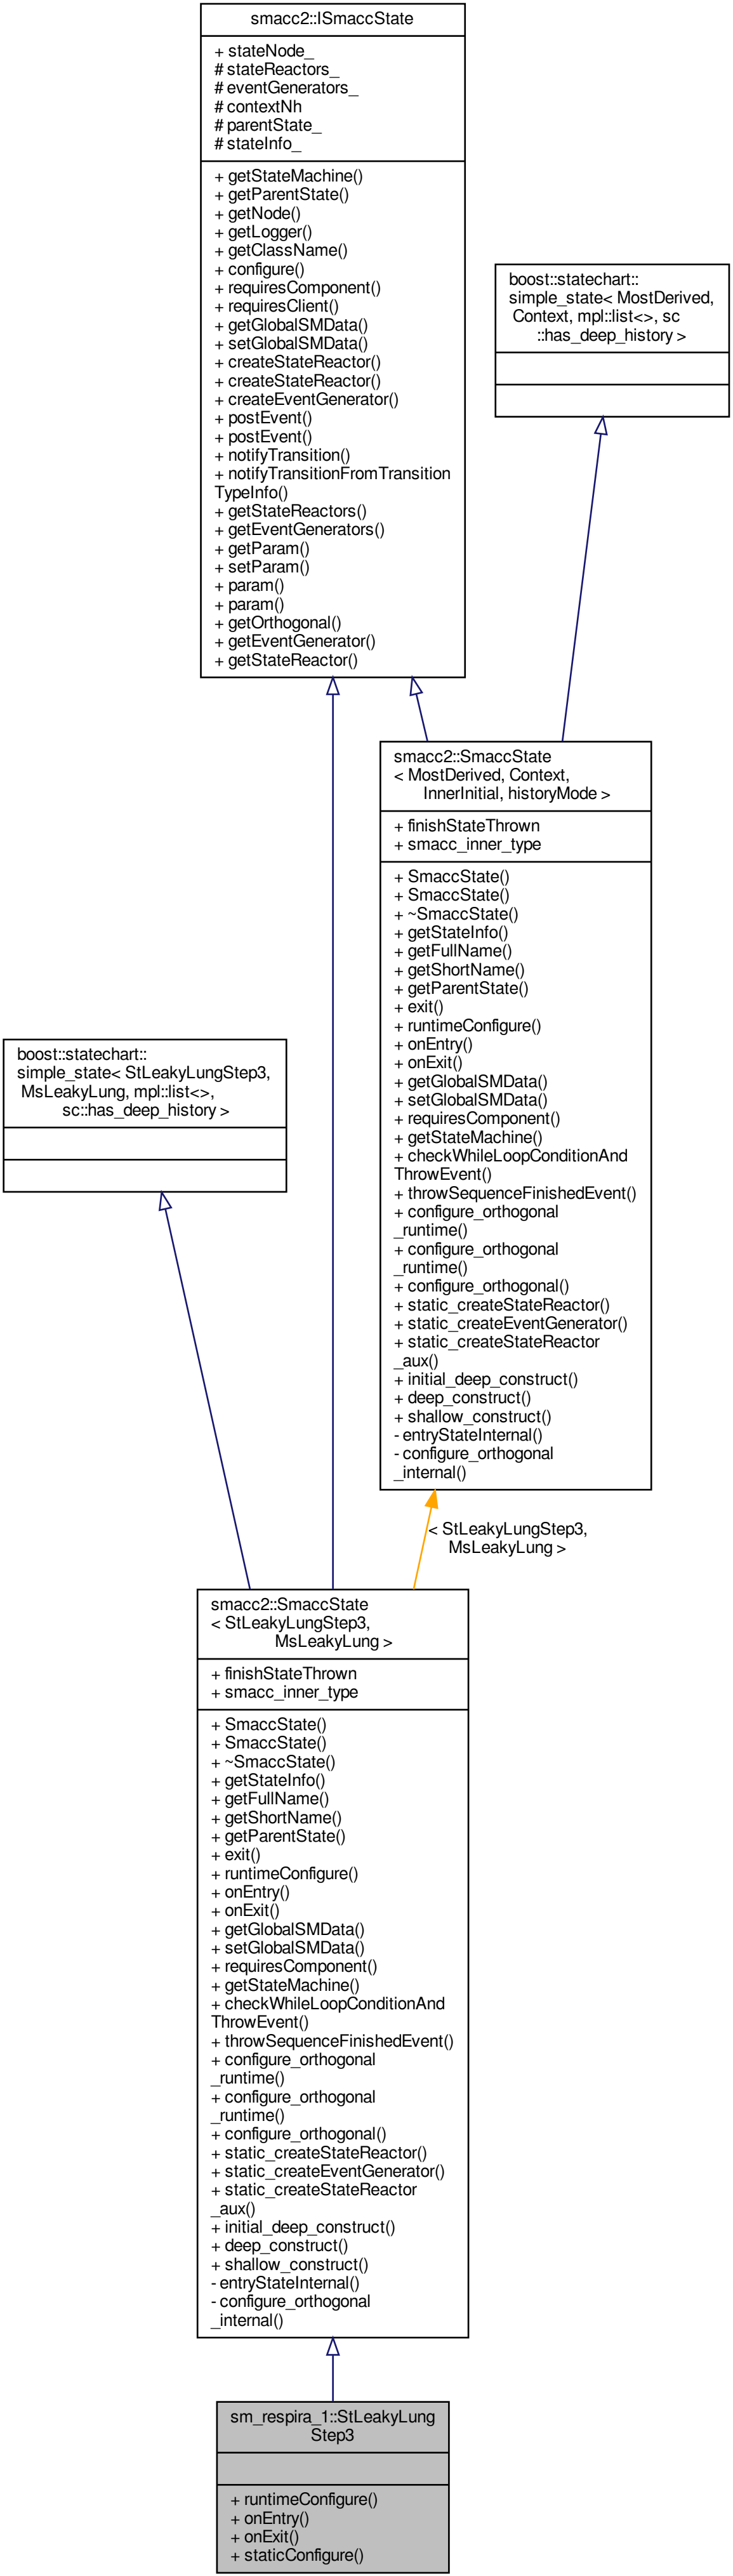 smacc2::ISmaccState
+ stateNode_
# stateReactors_
# eventGenerators_
# contextNh
# parentState_
# stateInfo_
+ getStateMachine()
+ getParentState()
+ getNode()
+ getLogger()
+ getClassName()
+ configure()
+ requiresComponent()
+ requiresClient()
+ getGlobalSMData()
+ setGlobalSMData()
+ createStateReactor()
+ createStateReactor()
+ createEventGenerator()
+ postEvent()
+ postEvent()
+ notifyTransition()
+ notifyTransitionFromTransition
TypeInfo()
+ getStateReactors()
+ getEventGenerators()
+ getParam()
+ setParam()
+ param()
+ param()
+ getOrthogonal()
+ getEventGenerator()
+ getStateReactor()
boost::statechart::
simple_state< MostDerived,
Context, mpl::list<>, sc
::has_deep_history >
smacc2::SmaccState
< MostDerived, Context,
InnerInitial, historyMode >
+ finishStateThrown
+ smacc_inner_type
+ SmaccState()
+ SmaccState()
+ ~SmaccState()
+ getStateInfo()
+ getFullName()
+ getShortName()
+ getParentState()
+ exit()
+ runtimeConfigure()
+ onEntry()
+ onExit()
+ getGlobalSMData()
+ setGlobalSMData()
+ requiresComponent()
+ getStateMachine()
+ checkWhileLoopConditionAnd
ThrowEvent()
+ throwSequenceFinishedEvent()
+ configure_orthogonal
_runtime()
+ configure_orthogonal
_runtime()
+ configure_orthogonal()
+ static_createStateReactor()
+ static_createEventGenerator()
+ static_createStateReactor
_aux()
+ initial_deep_construct()
+ deep_construct()
+ shallow_construct()
- entryStateInternal()
- configure_orthogonal
_internal()
boost::statechart::
simple_state< StLeakyLungStep3,
MsLeakyLung, mpl::list<>,
sc::has_deep_history >
< StLeakyLungStep3,
MsLeakyLung >
smacc2::SmaccState
< StLeakyLungStep3,
MsLeakyLung >
+ finishStateThrown
+ smacc_inner_type
+ SmaccState()
+ SmaccState()
+ ~SmaccState()
+ getStateInfo()
+ getFullName()
+ getShortName()
+ getParentState()
+ exit()
+ runtimeConfigure()
+ onEntry()
+ onExit()
+ getGlobalSMData()
+ setGlobalSMData()
+ requiresComponent()
+ getStateMachine()
+ checkWhileLoopConditionAnd
ThrowEvent()
+ throwSequenceFinishedEvent()
+ configure_orthogonal
_runtime()
+ configure_orthogonal
_runtime()
+ configure_orthogonal()
+ static_createStateReactor()
+ static_createEventGenerator()
+ static_createStateReactor
_aux()
+ initial_deep_construct()
+ deep_construct()
+ shallow_construct()
- entryStateInternal()
- configure_orthogonal
_internal()
sm_respira_1::StLeakyLung
Step3
+ runtimeConfigure()
+ onEntry()
+ onExit()
+ staticConfigure()